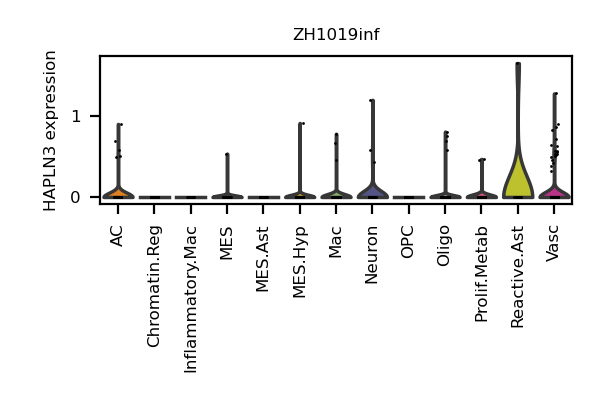 ZH1019inf
HAPLN3 expression
1
0
AC
Chromatin.Reg
Inflammatory.Mac
MES
MES.Ast
MES.Hyp
Mac
Neuron
OPC
Oligo
Prolif.Metab
Reactive.Ast
Vasc